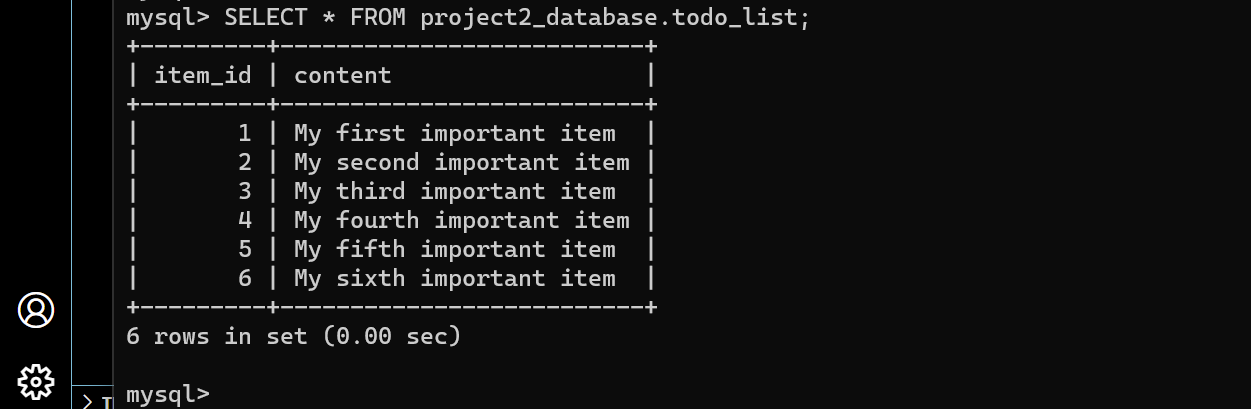 mysql> SELECT * FROM project2_database.todo_list;
+---------+--------------------------+
| item_id | content                  |
+---------+--------------------------+
|       1 | My first important item  |
|       2 | My second important item |
|       3 | My third important item  |
|       4 | My fourth important item |
|       5 | My fifth important item  |
|       6 | My sixth important item  |
+---------+--------------------------+
6 rows in set (0.00 sec)
mysql>